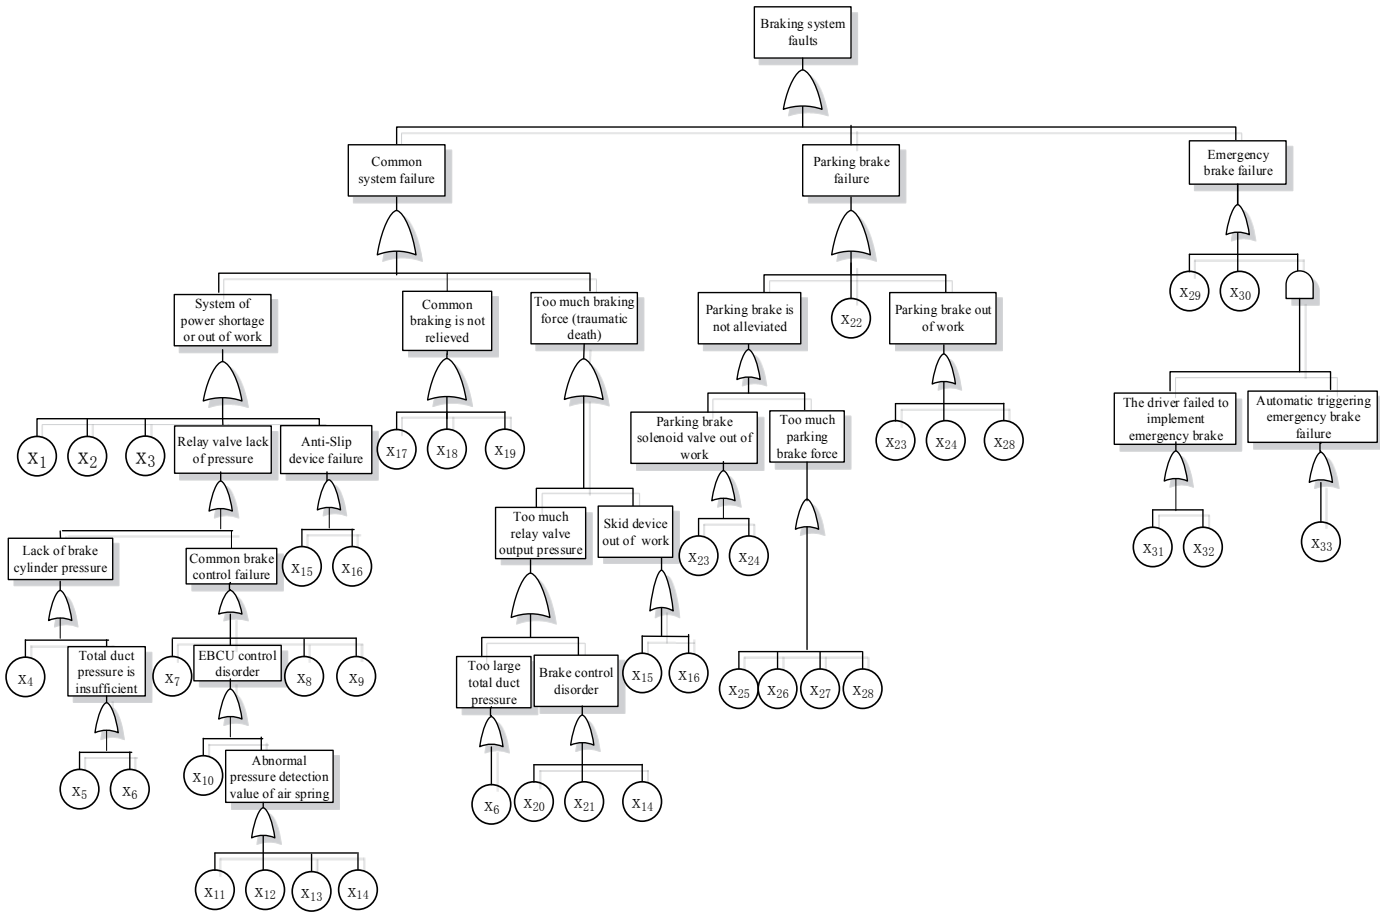 Braking system
faults
Common
system failure
Parking brake
failure
Emergency
brake failure
System of
power shortage
or out of work
Common
braking is not
relieved
Too much braking
force (traumatic
death)
Parking brake is
not alleviated
X22
Parking brake out
of work
X29
X30
X1
X2
X3
Relay valve lack
of pressure
Anti-Slip
device failure
X17
X18
X19
Parking brake
solenoid valve out of
work
Too much
parking
brake force
X23
X24
X28
The driver failed to
implement
emergency brake
Automatic triggering
emergency brake
failure
Lack of brake
cylinder pressure
Common brake
control failure
X15
X16
Too much
relay valve
output pressure
Skid device
out of work
X23
X24
X31
X32
X33
X4
Total duct
pressure is
insufficient
X7
EBCU control
disorder
X8
X9
Too large
total duct
pressure
Brake control
disorder
X15
X16
X25
X26
X27
X28
X5
X6
X10
Abnormal
pressure detection
value of air spring
X6
X20
X21
X14
X11
X12
X13
X14